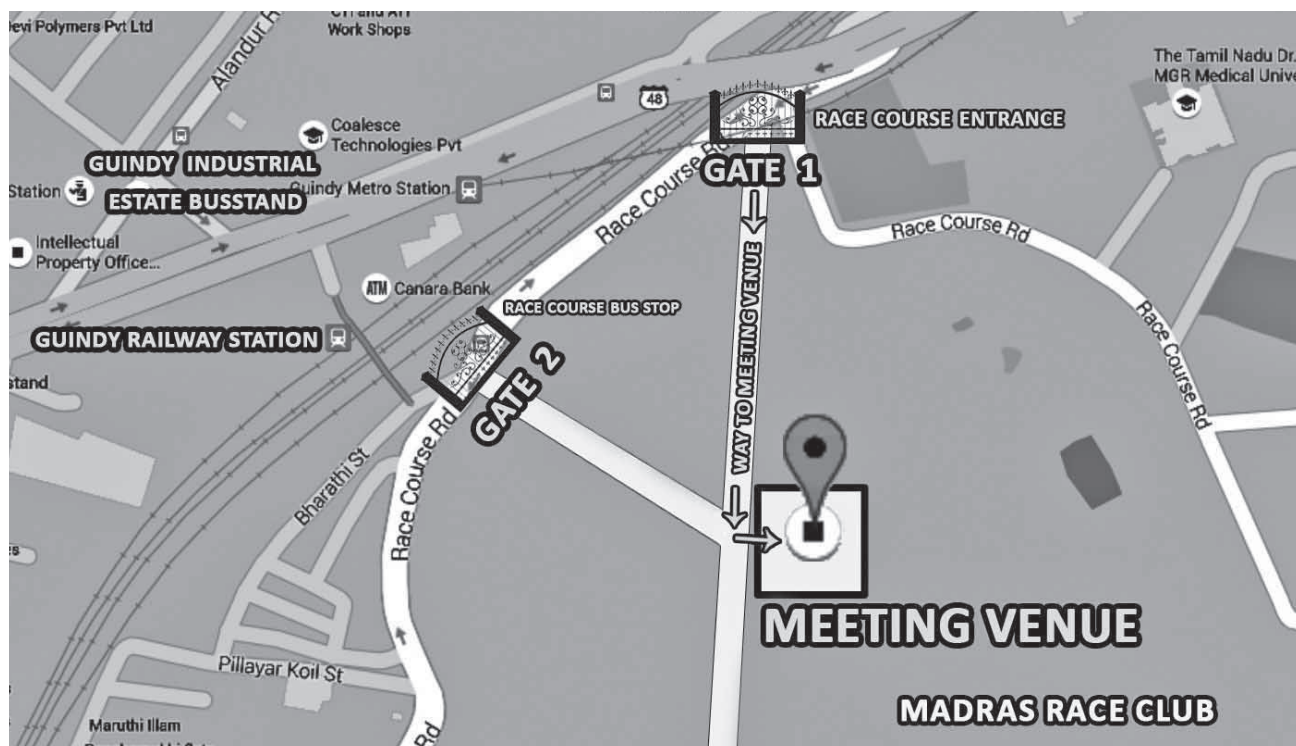 evi Polymers Pvt Ltd
Work Shops
Alandur R
48
The Tamil Nadu Dr.
MGR Medical Unive
Coalesce
Technologies Pvt
RACE COURSE ENTRANCE
GATE 1
GUINDY INDUSTRIAL
ESTATE BUSSTAND
Station
Guindy Metro Station
Race Course Rd
Race Course Rd
Intellectual
Property Office...
ATM Canara Bank
RACE COURSE BUS STOP
GUINDY RAILWAY STATION
WAY TO MEETING VENUE
Race Course Rd
GATE 2
stand
Race Course Rd
Bharathi St
MEETING VENUE
Pillayar Koil St
MADRAS RACE CLUB
Maruthi Illam
Rd